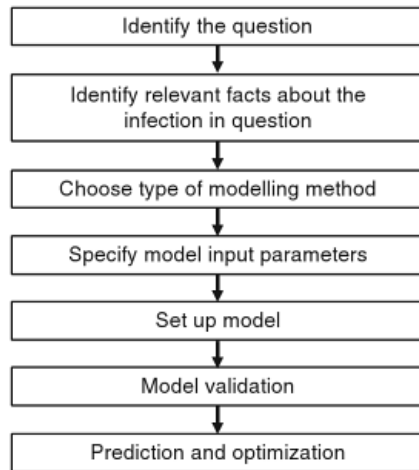 Identify the question
Identify relevant facts about the
infection in question
Choose type of modelling method
Specify model input parameters
Set up model
Model validation
Prediction and optimization